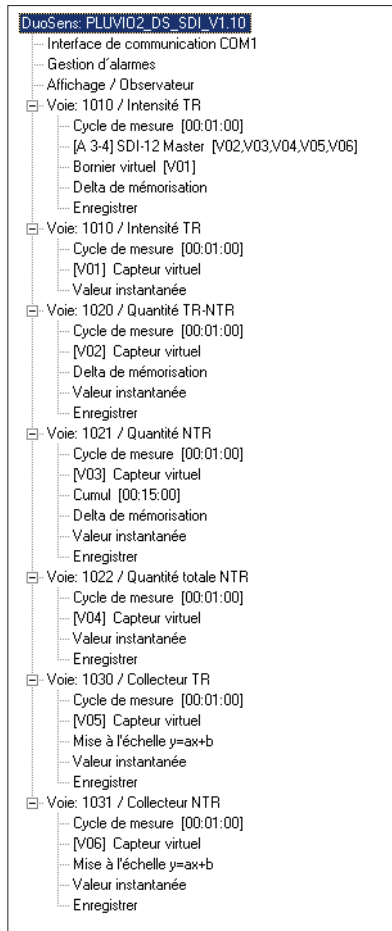 DuoSens: PLUVIO2_DS_SDI_V1.10
Interface de communication COM1
Gestion d´alarmes
Affichage / Observateur
Voie: 1010 / Intensité TR
Cycle de mesure [00:01:00]
[A 3-4] SDI-12 Master [V02,V03,V04,V05,V06]
Bornier virtuel [V01]
Delta de mémorisation
Enregistrer
Voie: 1010 / Intensité TR
Cycle de mesure [00:01:00]
[V01] Capteur virtuel
Valeur instantanée
Voie: 1020 / Quantité TR-NTR
Cycle de mesure [00:01:00]
[V02] Capteur virtuel
Delta de mémorisation
Valeur instantanée
Enregistrer
Voie: 1021 / Quantité NTR
Cycle de mesure [00:01:00]
[V03] Capteur virtuel
Cumul [00:15:00]
Delta de mémorisation
Valeur instantanée
Enregistrer
Voie: 1022 / Quantité totale NTR
Cycle de mesure [00:01:00]
[V04] Capteur virtuel
Valeur instantanée
Enregistrer
Voie: 1030 / Collecteur TR
Cycle de mesure [00:01:00]
[V05] Capteur virtuel
Mise à l'échelle y=ax+b
Valeur instantanée
Enregistrer
Voie: 1031 / Collecteur NTR
Cycle de mesure [00:01:00]
[V06] Capteur virtuel
Mise à l'échelle y=ax+b
Valeur instantanée
Enregistrer